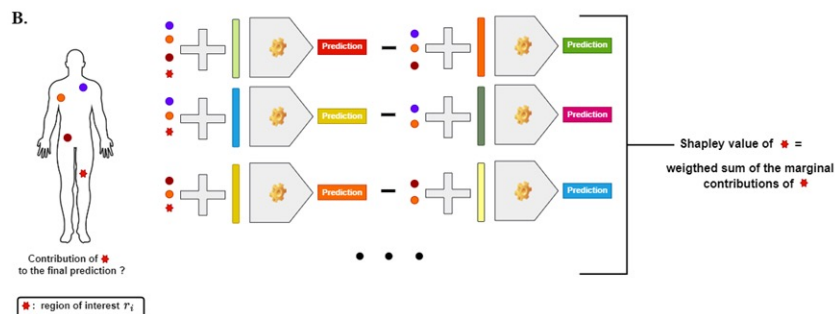 B.
Prediction
Prediction
Prediction
Prediction
Prediction
Prediction
Contribution of
to the final prediction ?
: region of interest r_i
Shapley value of =
weigthed sum of the marginal
contributions of